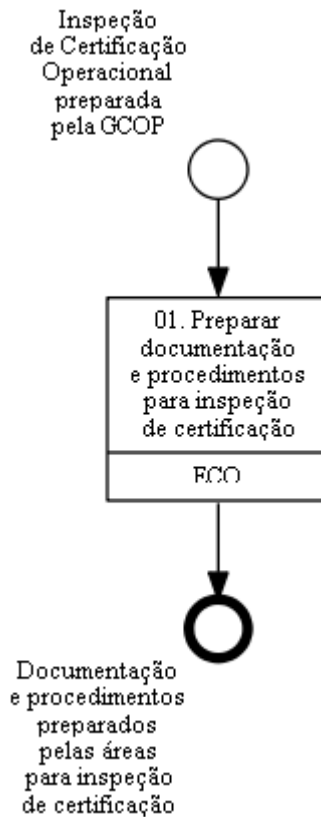 Inspeção
de Certificação
Operacional
preparada
pela GCOP
01. Preparar
documentação
e procedimentos
para inspeção
de certificação
ECO
Documentação
e procedimentos
preparados
pelas áreas
para inspeção
de certificação